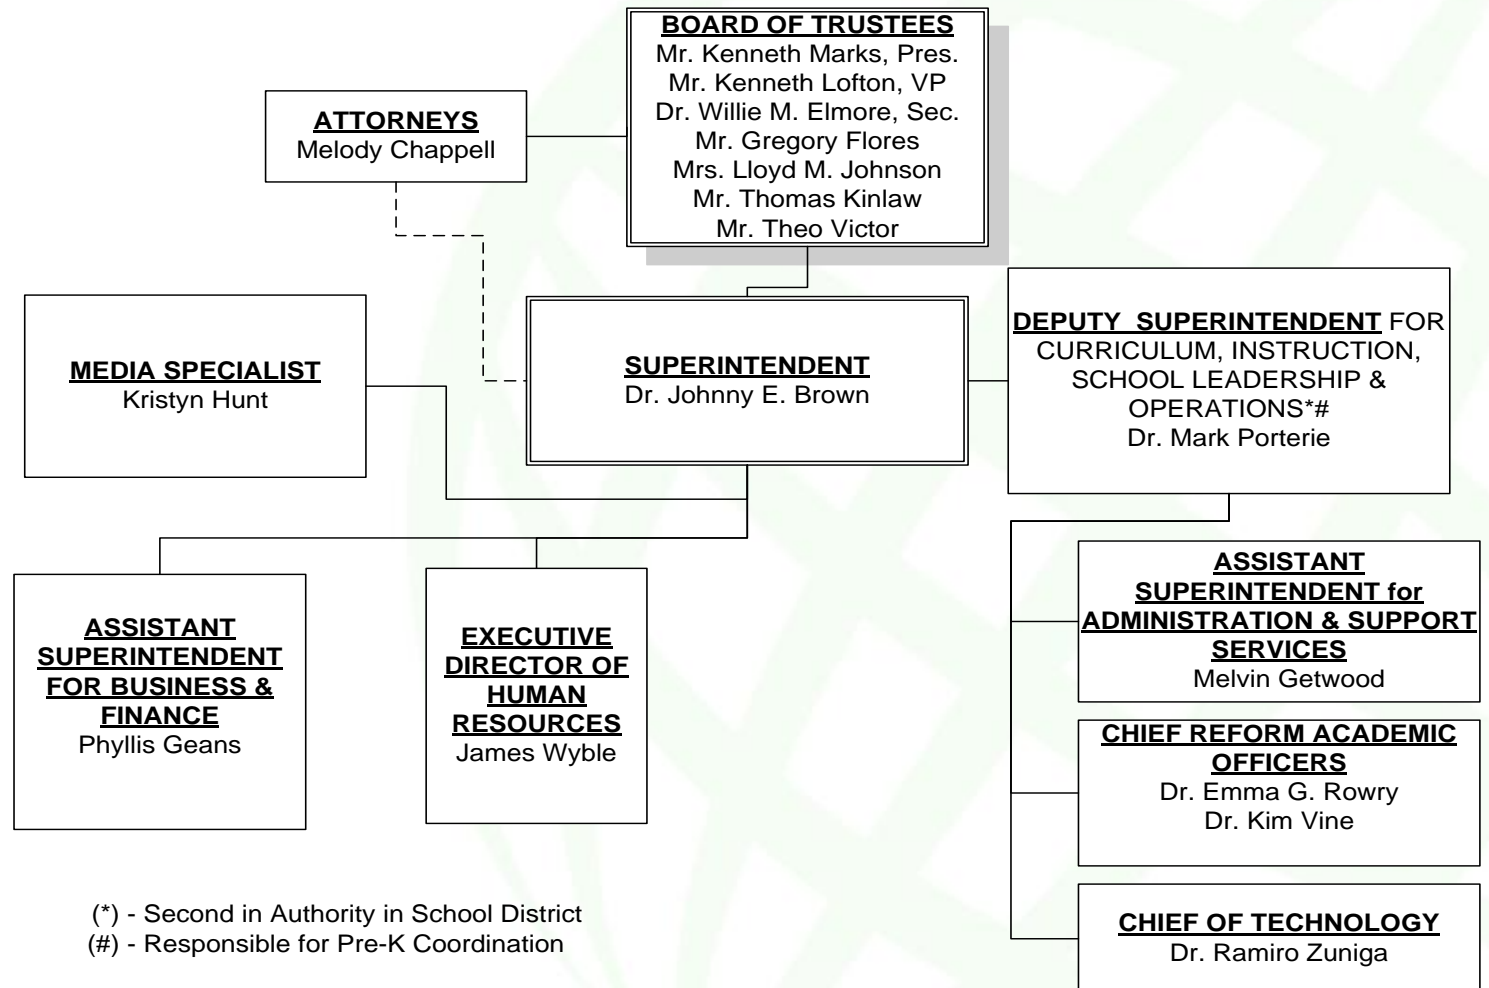 BOARD OF TRUSTEES
Mr. Kenneth Marks, Pres.
Mr. Kenneth Lofton, VP
Dr. Willie M. Elmore, Sec.
Mr. Gregory Flores
Mrs. Lloyd M. Johnson
Mr. Thomas Kinlaw
Mr. Theo Victor
ATTORNEYS
Melody Chappell
MEDIA SPECIALIST
Kristyn Hunt
SUPERINTENDENT
Dr. Johnny E. Brown
DEPUTY SUPERINTENDENT FOR
CURRICULUM, INSTRUCTION,
SCHOOL LEADERSHIP &
OPERATIONS*#
Dr. Mark Porterie
ASSISTANT
SUPERINTENDENT
FOR BUSINESS &
FINANCE
Phyllis Geans
EXECUTIVE
DIRECTOR OF
HUMAN
RESOURCES
James Wyble
ASSISTANT
SUPERINTENDENT for
ADMINISTRATION & SUPPORT
SERVICES
Melvin Getwood
CHIEF REFORM ACADEMIC
OFFICERS
Dr. Emma G. Rowry
Dr. Kim Vine
CHIEF OF TECHNOLOGY
Dr. Ramiro Zuniga
(*) - Second in Authority in School District
(#) - Responsible for Pre-K Coordination